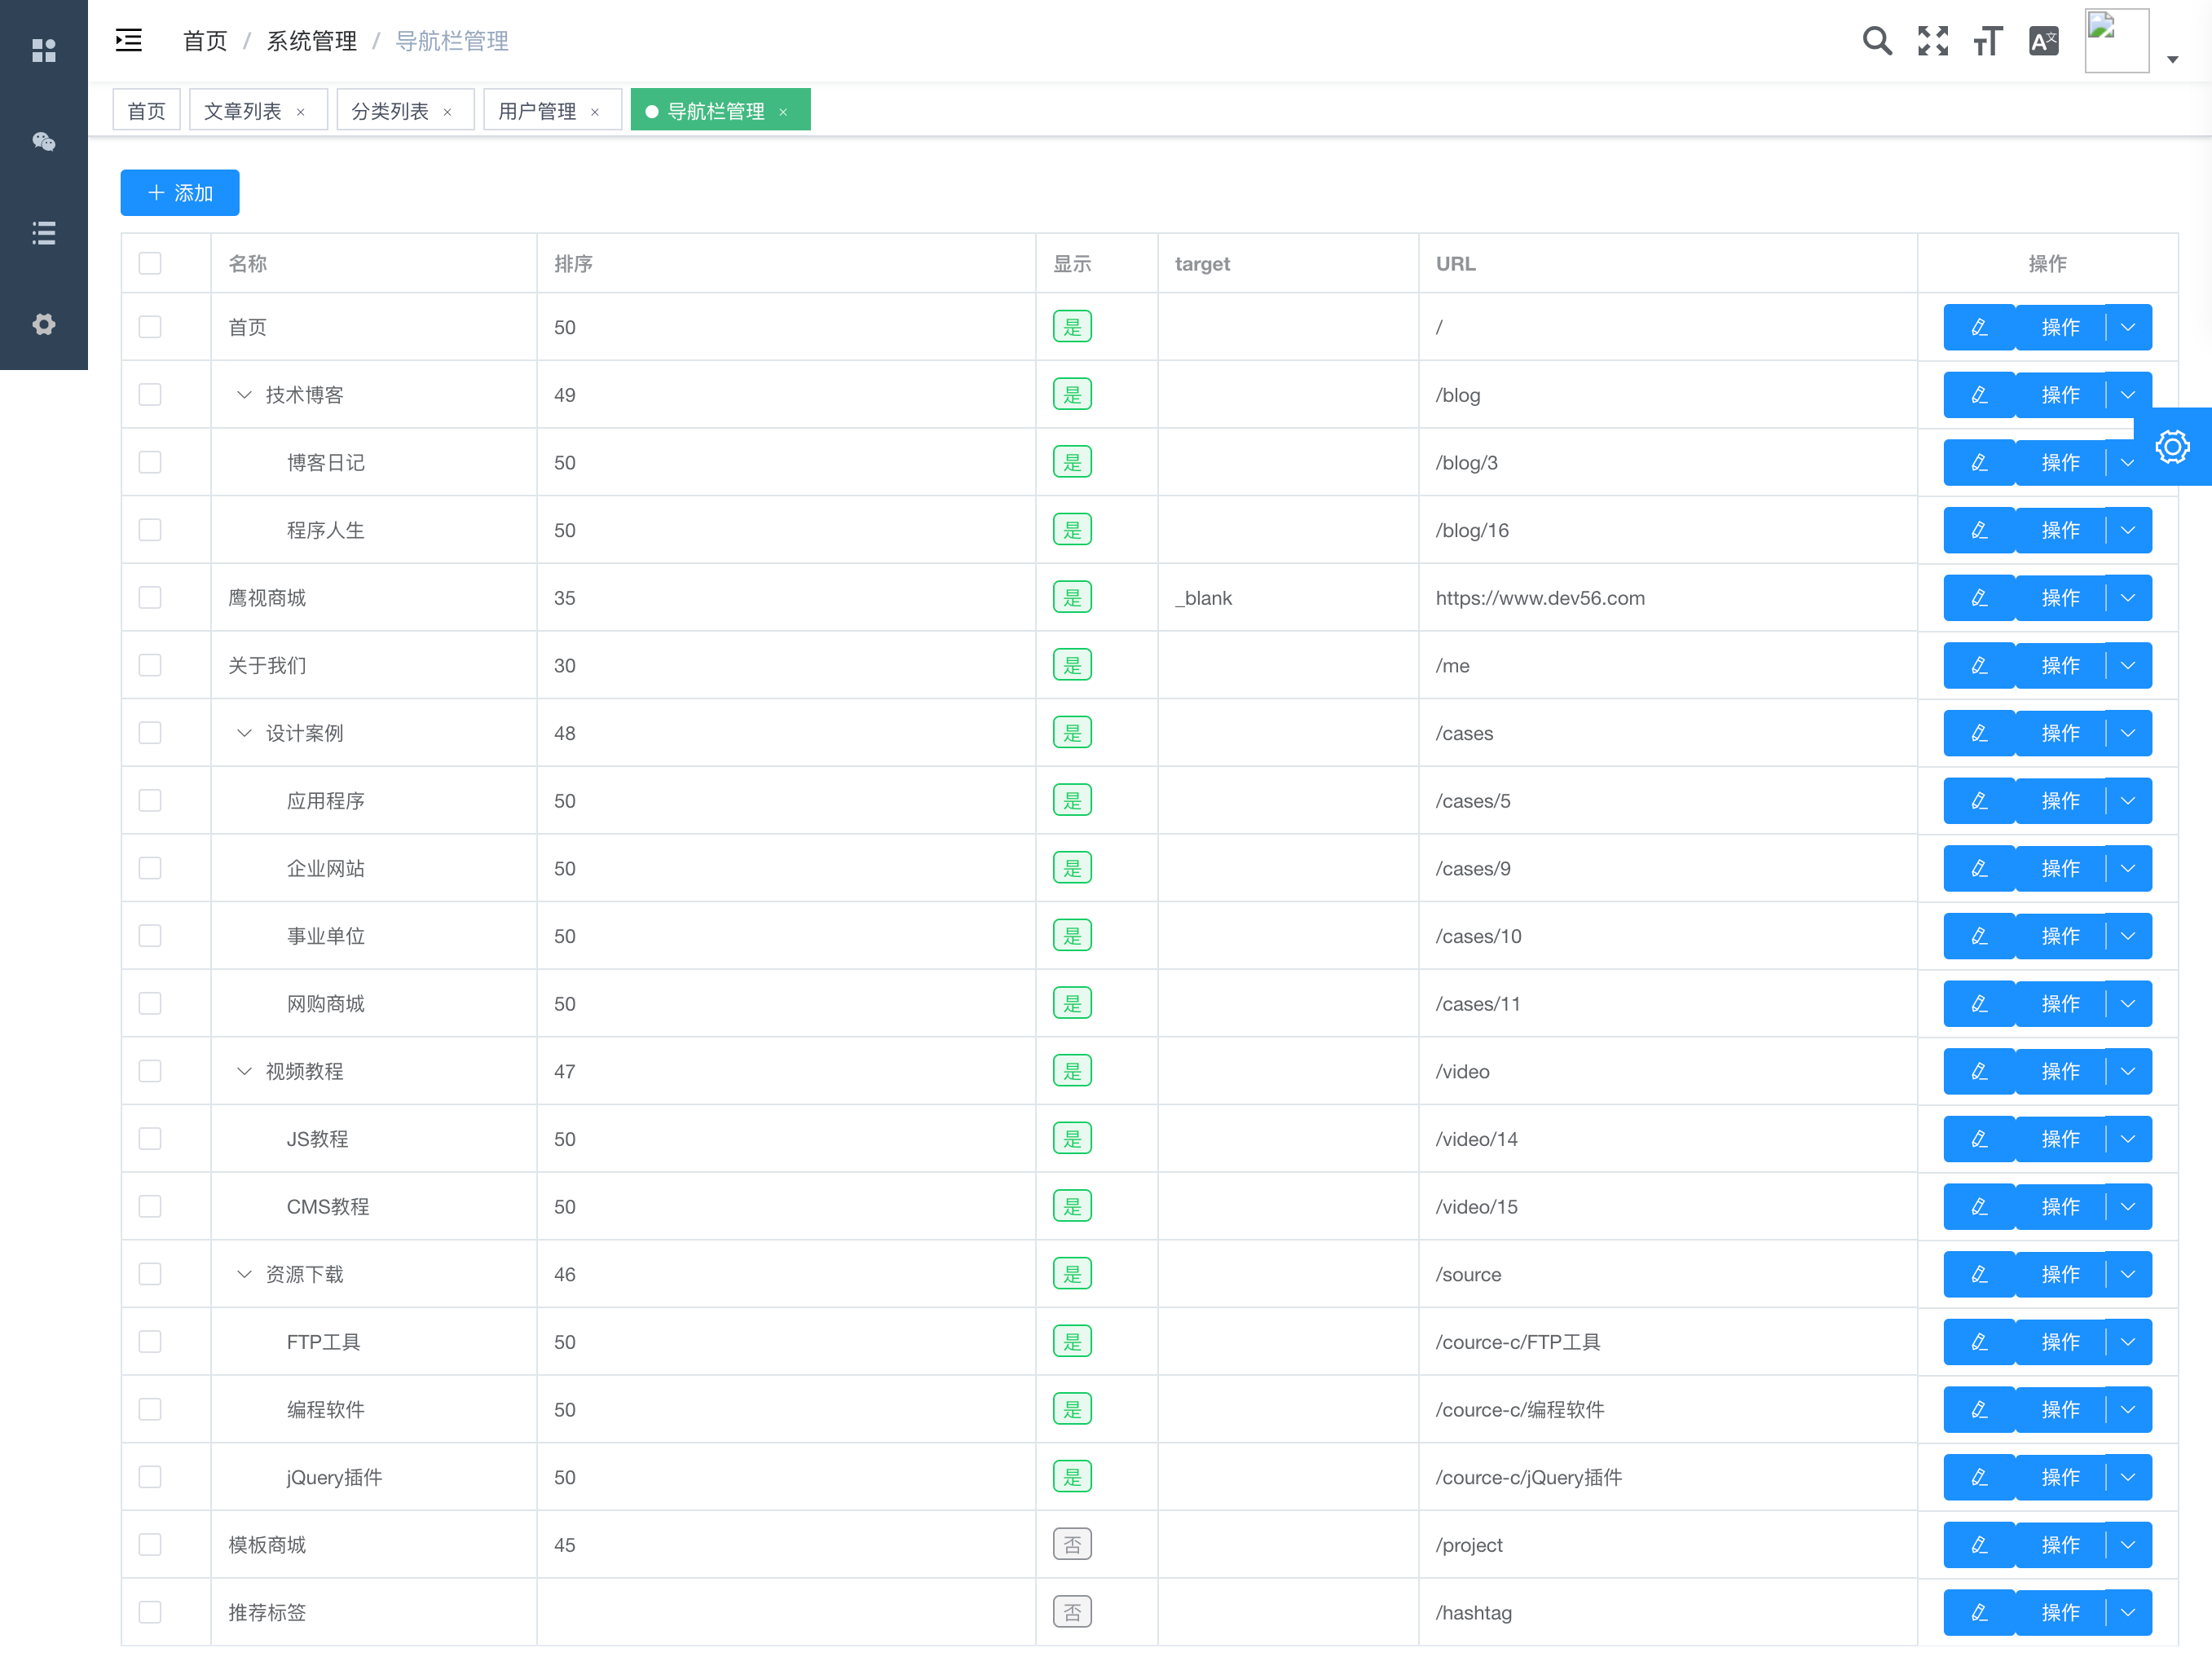 首页 / 系统管理 / 导航栏管理
首页 文章列表 × 分类列表 × 用户管理 × 导航栏管理 ×
添加
名称 排序 显示 target URL 操作
首页 50 是 / 操作
技术博客 49 是 /blog 操作
博客日记 50 是 /blog/3 操作
程序人生 50 是 /blog/16 操作
鹰视商城 35 是 _blank https://www.dev56.com 操作
关于我们 30 是 /me 操作
设计案例 48 是 /cases 操作
应用程序 50 是 /cases/5 操作
企业网站 50 是 /cases/9 操作
事业单位 50 是 /cases/10 操作
网购商城 50 是 /cases/11 操作
视频教程 47 是 /video 操作
JS教程 50 是 /video/14 操作
CMS教程 50 是 /video/15 操作
资源下载 46 是 /source 操作
FTP工具 50 是 /cource-c/FTP工具 操作
编程软件 50 是 /cource-c/编程软件 操作
jQuery插件 50 是 /cource-c/jQuery插件 操作
模板商城 45 否 /project 操作
推荐标签 否 /hashtag 操作